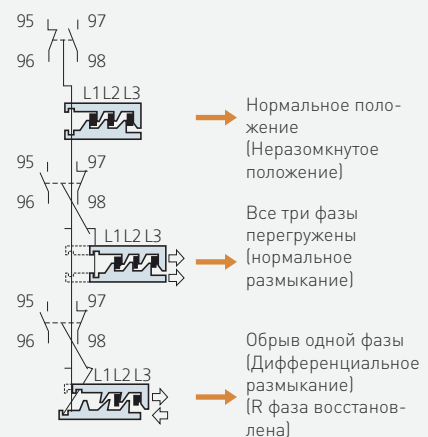 95 97
96 98
L1 L2 L3
Нормальное поло-
жение
(Неразомкнутое
положение)
95 97
96 98
L1 L2 L3
Все три фазы
перегружены
(нормальное
размыкание)
95 97
96 98
L1 L2 L3
Обрыв одной фазы
(Дифференциальное
размыкание)
(R фаза восстанов-
лена)